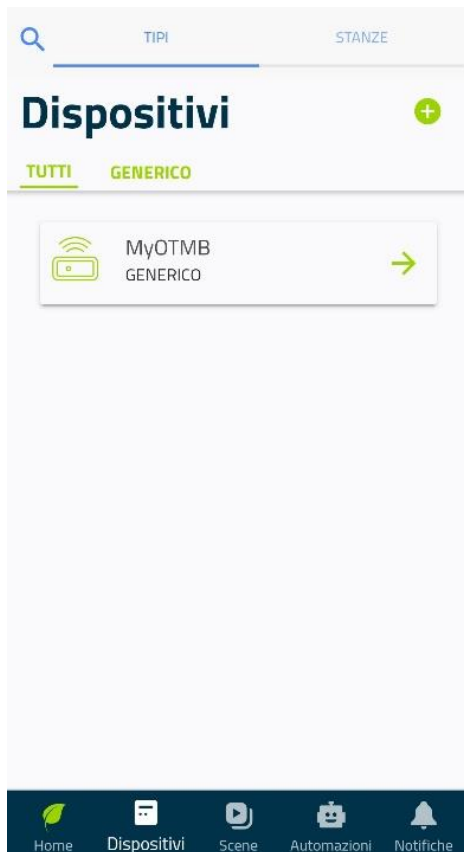 TIPI STANZE
Dispositivi
TUTTI GENERICO
MyOTMB
GENERICO
Home Dispositivi Scene Automazioni Notifiche